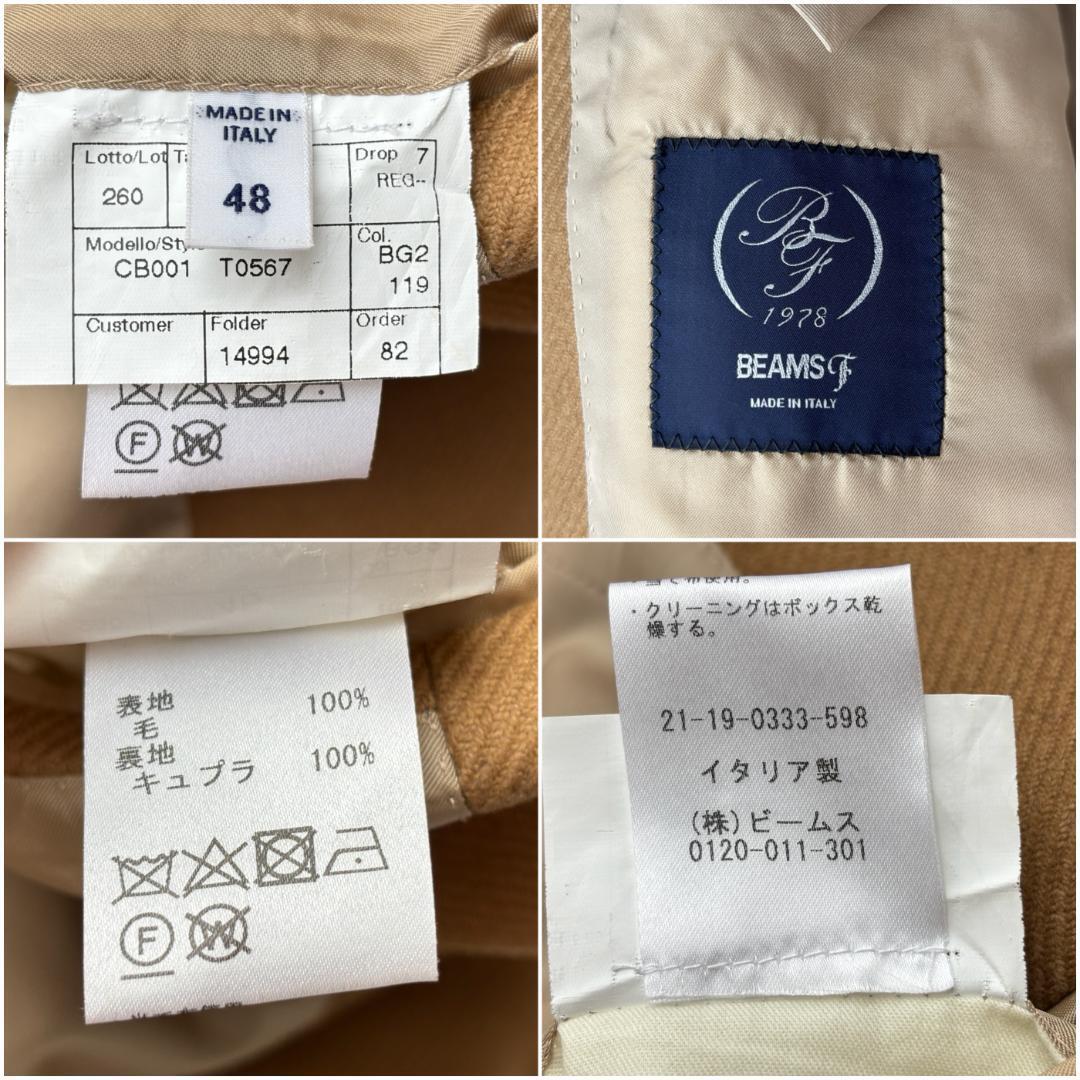 MADE IN
ITALY
48
Lotto/Lot
260
Drop 7
REG--
Modello/Sty
CB001 T0567
Col.
BG2
119
Customer
Folder
14994
Order
82
F
W
BF
1978
BEAMS F
MADE IN ITALY
表地 100%
毛
裏地 100%
キュプラ
F
W
・クリーニングはボックス乾
燥する。
21-19-0333-598
イタリア製
(株)ビームス
0120-011-301